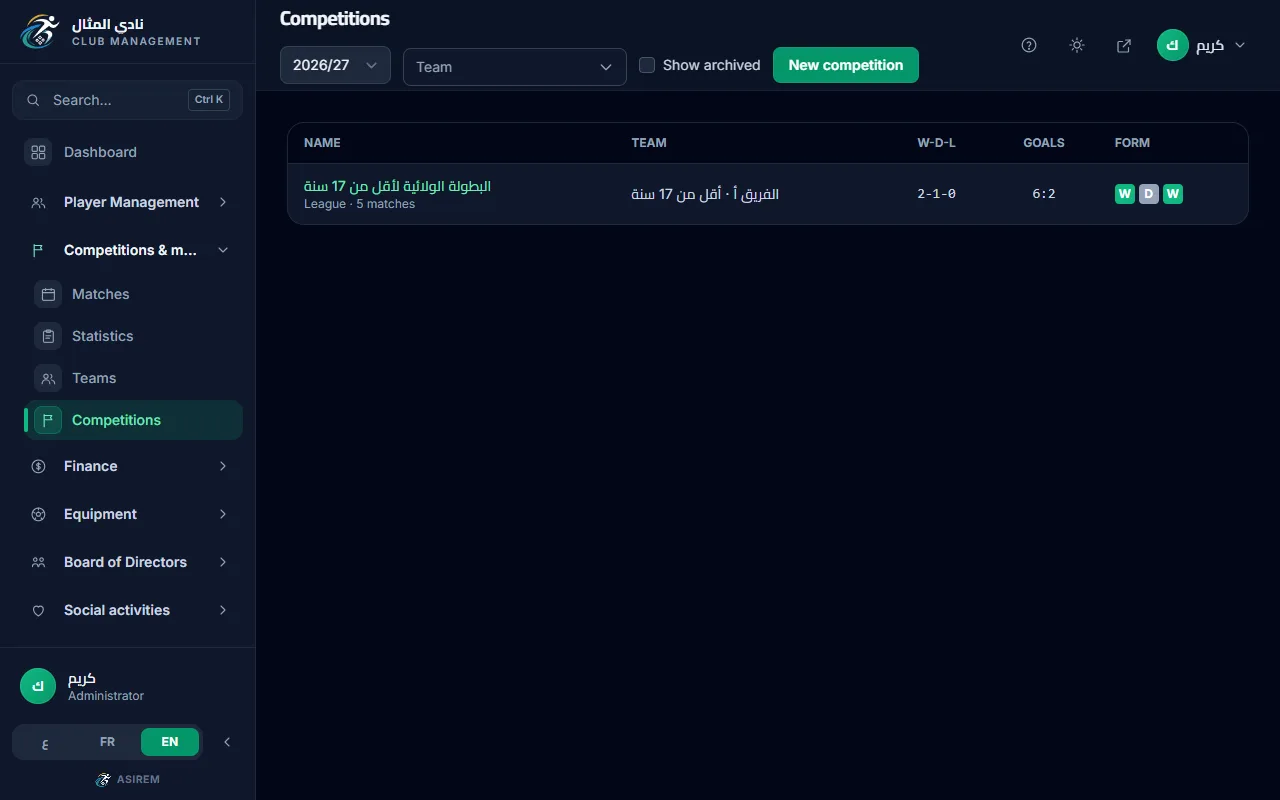 نادي المثال
CLUB MANAGEMENT
Search...
Ctrl K
Dashboard
Player Management
Competitions & m...
Matches
Statistics
Teams
Competitions
Finance
Equipment
Board of Directors
Social activities
ك
كريم
Administrator
ع
FR
EN
ASIREM
Competitions
2026/27
Team
Show archived
New competition
ك
كريم
NAME
TEAM
W-D-L
GOALS
FORM
البطولة الولائية لأقل من 17 سنة
League · 5 matches
الفريق أ · أقل من 17 سنة
2-1-0
6:2
W
D
W